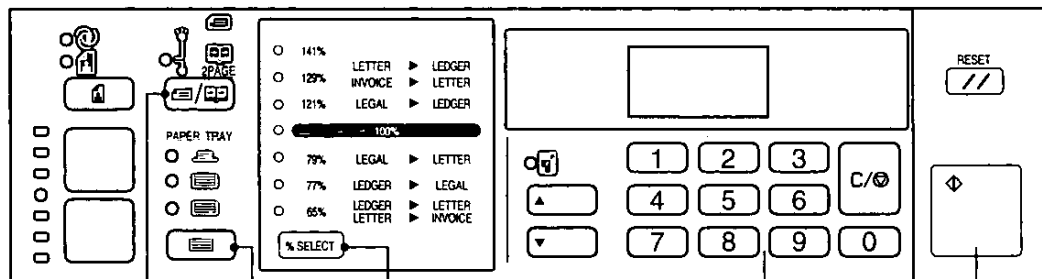 2PAGE
PAPER TRAY
141%
LETTER ▶ LEDGER
129% INVOICE ▶ LETTER
121% LEGAL ▶ LEDGER
100%
79% LEGAL ▶ LETTER
77% LEDGER ▶ LEGAL
LEDGER ▶ LETTER
65% LETTER ▶ INVOICE
% SELECT
1 2 3
C/
4 5 6
7 8 9 0
RESET
//